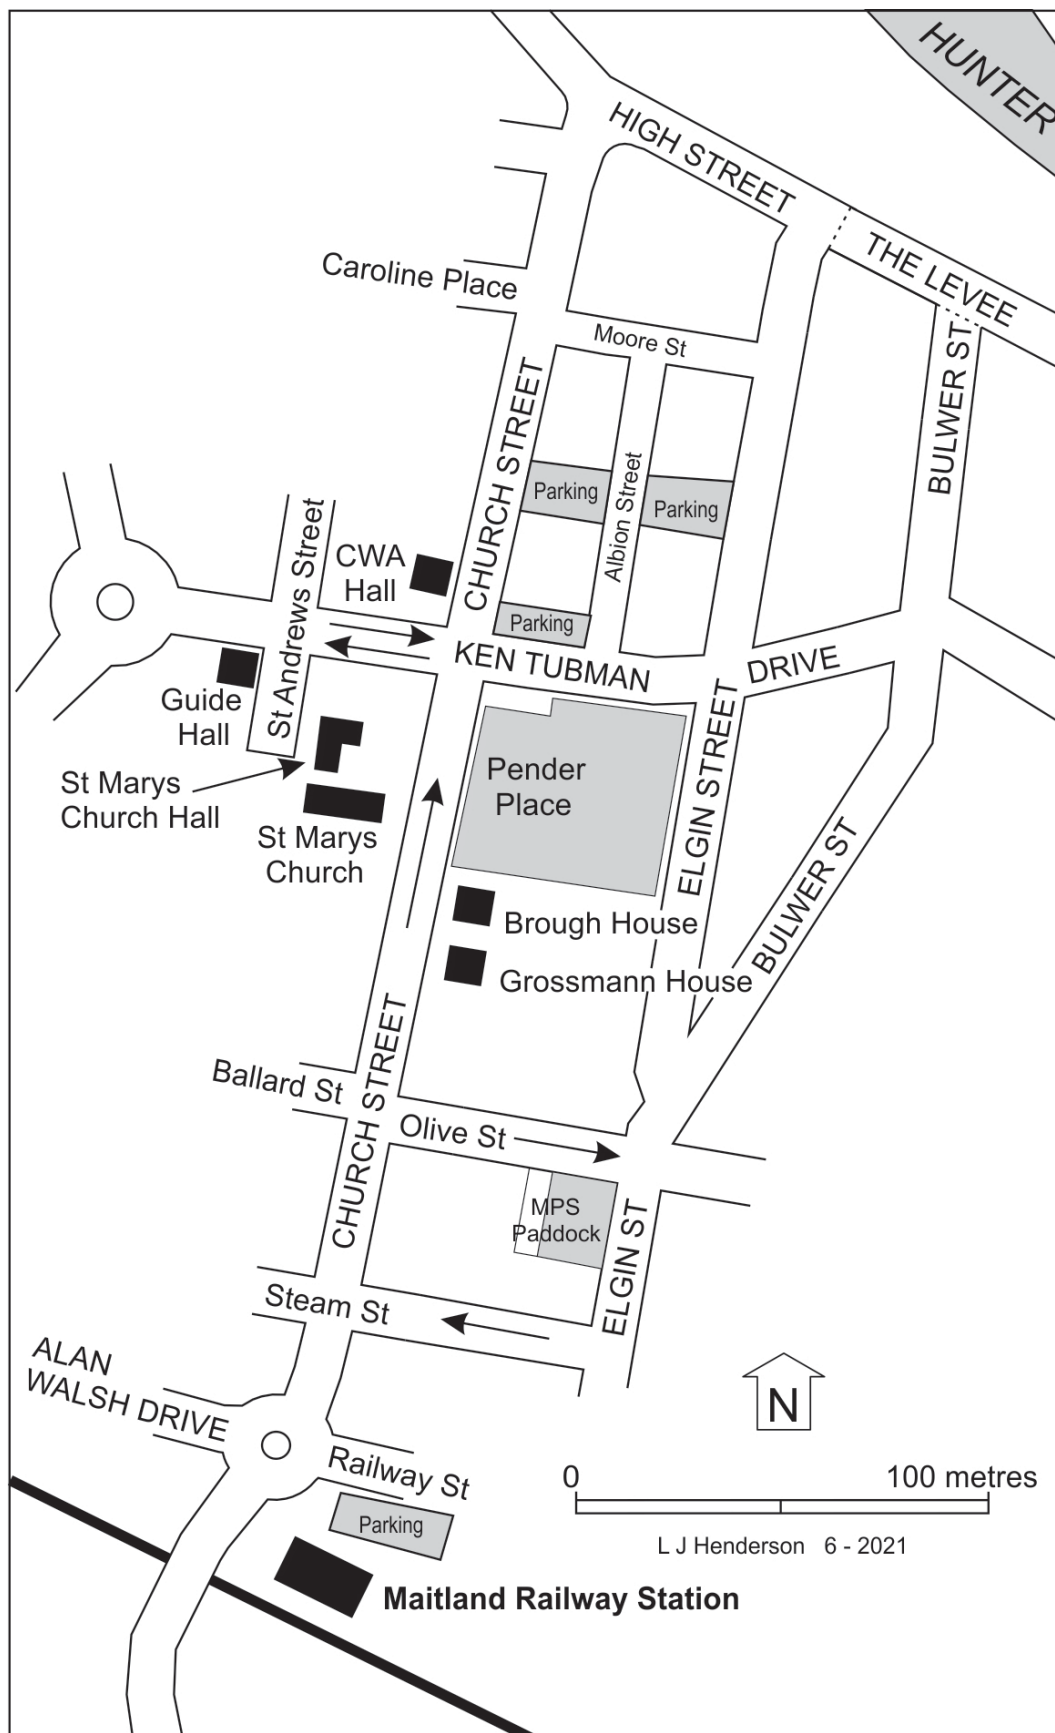 HUNTER
HIGH STREET
THE LEVEE
Caroline Place
Moore St
BULWER ST
CHURCH STREET
Parking
Albion Street
Parking
St Andrews Street
CWA
Hall
Parking
KEN TUBMAN
DRIVE
Guide
Hall
ELGIN STREET
Pender
Place
St Marys
Church Hall
St Marys
Church
BULWER ST
Brough House
Grossmann House
Ballard St
CHURCH STREET
Olive St
MPS
Paddock
ELGIN ST
Steam St
ALAN
WALSH DRIVE
N
Railway St
0
100 metres
Parking
L J Henderson 6 - 2021
Maitland Railway Station